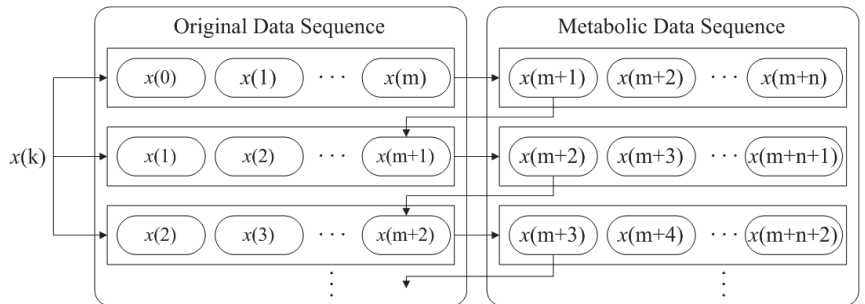 Original Data Sequence Metabolic Data Sequence
x(0) x(1) ··· x(m) x(m+1) x(m+2) ··· x(m+n)
x(k) x(1) x(2) ··· x(m+1) x(m+2) x(m+3) ··· x(m+n+1)
x(2) x(3) ··· x(m+2) x(m+3) x(m+4) ··· x(m+n+2)
⋮ ⋮